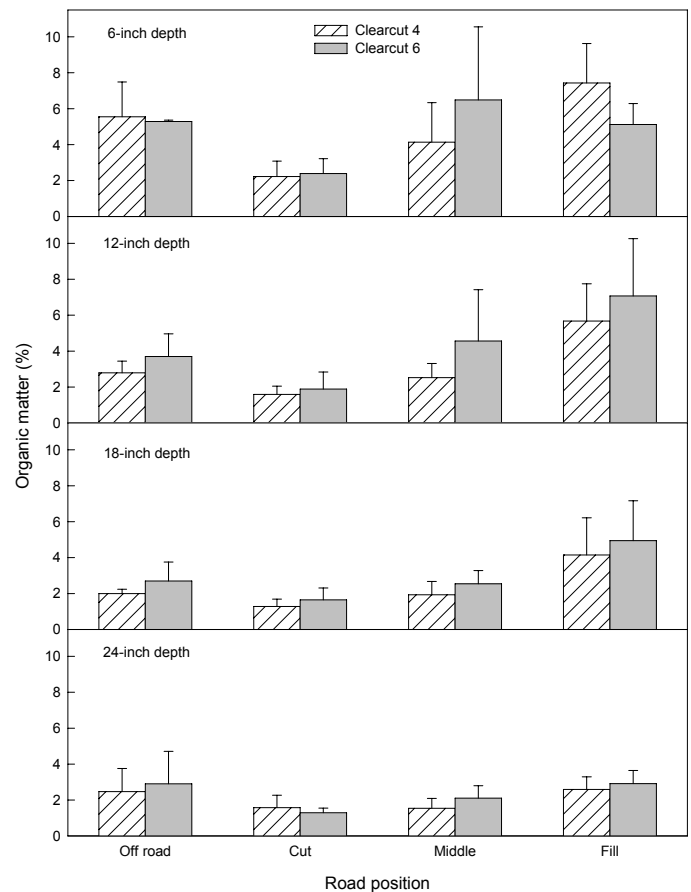 6-inch depth
Clearcut 4
Clearcut 6
10
8
6
4
2
0
12-inch depth
10
8
6
4
2
0
Organic matter (%)
18-inch depth
10
8
6
4
2
0
24-inch depth
10
8
6
4
2
0
Off road Cut Middle Fill
Road position